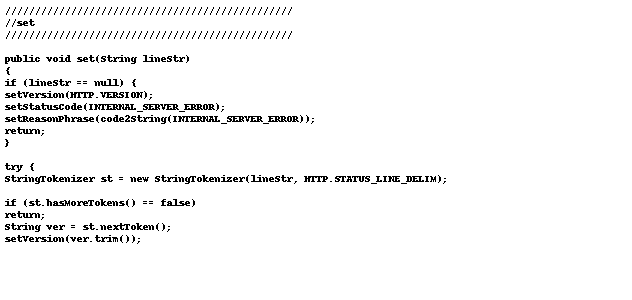 ////////////////////////////////////////////////
//set
////////////////////////////////////////////////
public void set(String lineStr)
{
if (lineStr == null) {
setVersion(HTTP.VERSION);
setStatusCode(INTERNAL_SERVER_ERROR);
setReasonPhrase(code2String(INTERNAL_SERVER_ERROR));
return;
}
try {
StringTokenizer st = new StringTokenizer(lineStr, HTTP.STATUS_LINE_DELIM);
if (st.hasMoreTokens() == false)
return;
String ver = st.nextToken();
setVersion(ver.trim());